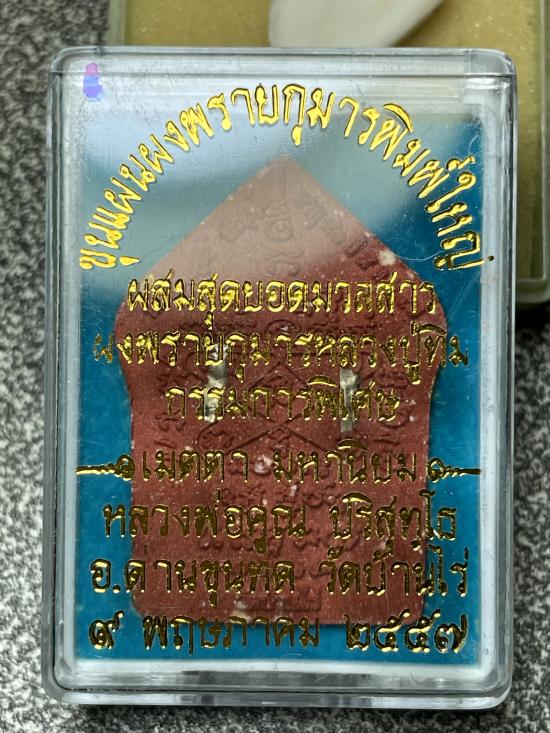 ขุนแผนผงพรายกุมารพิมพ์ใหญ่
ผสมสุดยอดมวลสาร
ผงพรายกุมารหลวงปู่ทิม
กรรมการพิเศษ
เมตตา มหานิยม
หลวงพ่อคูณ ปริสุทฺโธ
อ.ด่านขุนทด วัดบ้านไร่
๙ พฤษภาคม ๒๕๕๗